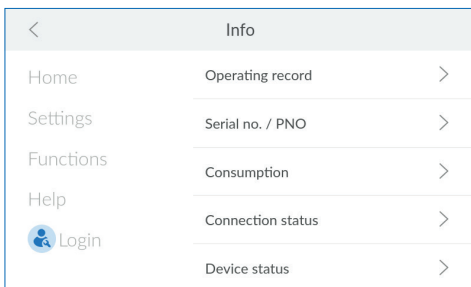 Info
Home
Settings
Functions
Help
Login
Operating record
Serial no. / PNO
Consumption
Connection status
Device status